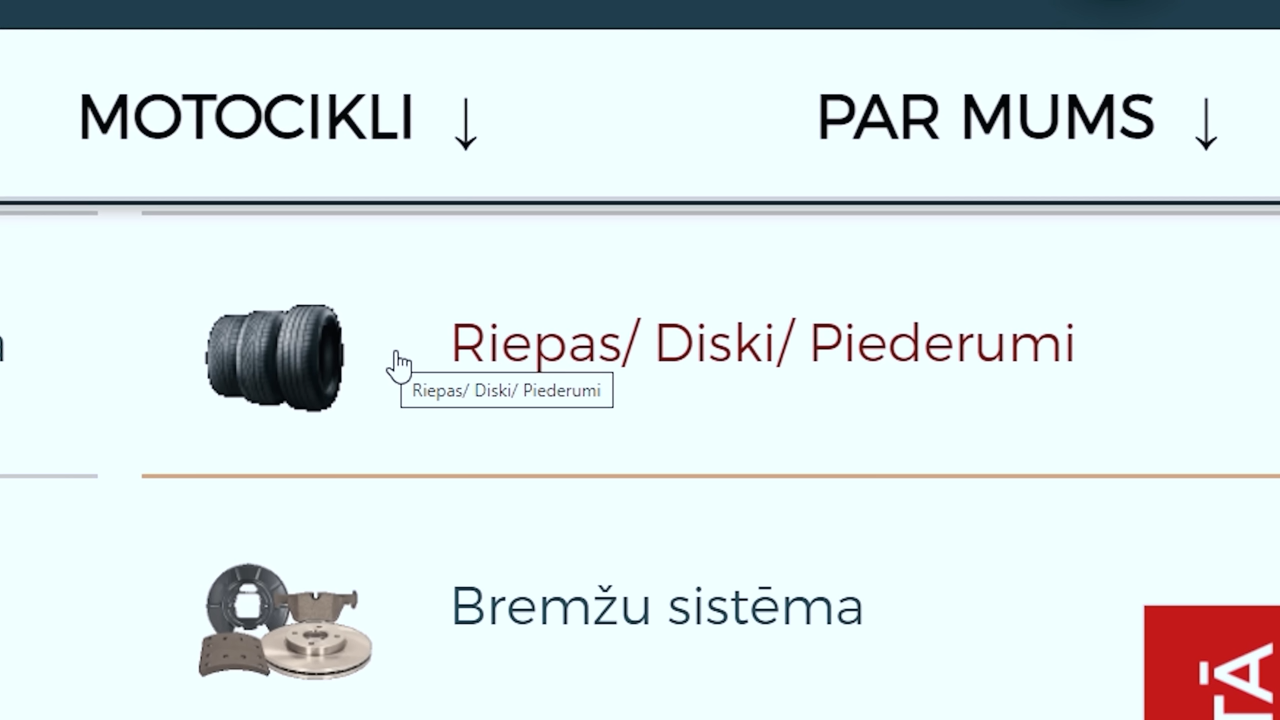 MOTOCIKLI ↓ PAR MUMS ↓
Riepas/ Diski/ Piederumi
Riepas/ Diski/ Piederumi
Bremžu sistēma